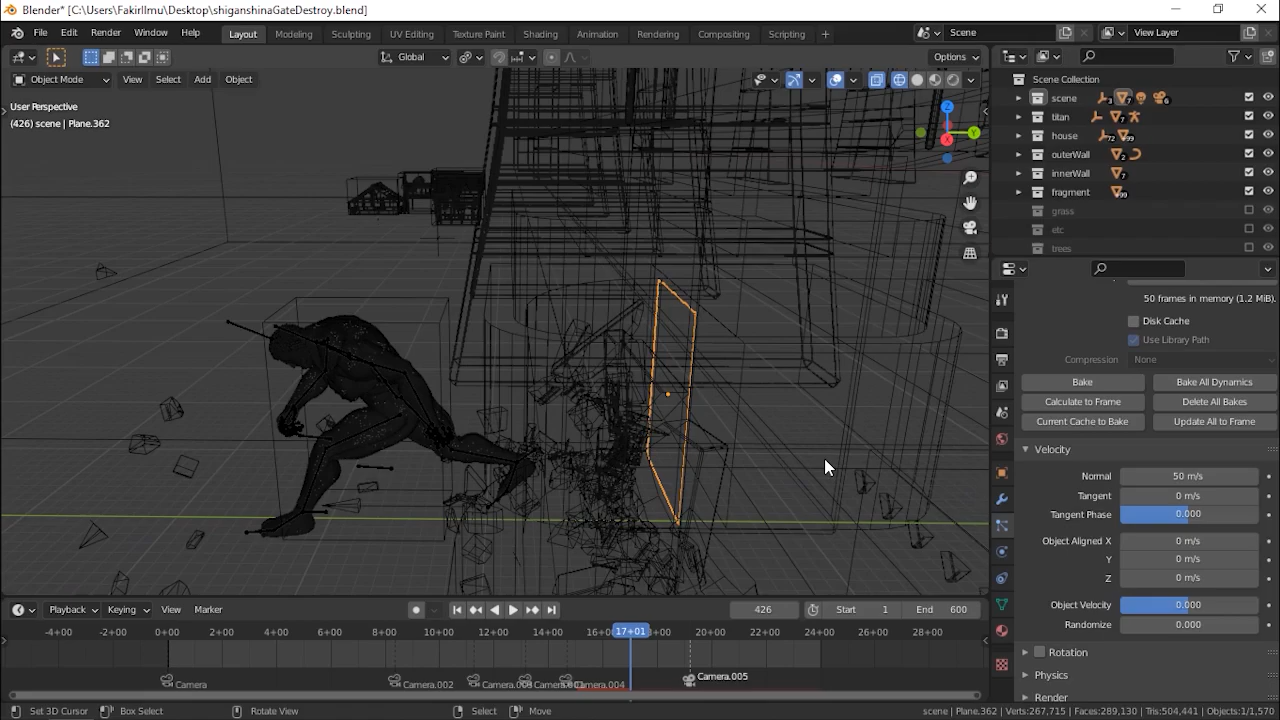 Blender* [C:\Users\FakirIlmu\Desktop\shiganshinaGateDestroy.blend]
File Edit Render Window Help Layout Modeling Sculpting UV Editing Texture Paint Shading Animation Rendering Compositing Scripting + Scene View Layer
Global Options
Object Mode View Select Add Object
User Perspective
(426) scene | Plane.362
Z
Y
X
Scene Collection
scene 3 7 6
titan 7
house 72 99
outerWall 2
innerWall 7
fragment 99
grass
etc
trees
50 frames in memory (1.2 MiB).
Disk Cache
Use Library Path
Compression None
Bake Bake All Dynamics
Calculate to Frame Delete All Bakes
Current Cache to Bake Update All to Frame
Velocity
Normal 50 m/s
Tangent 0 m/s
Tangent Phase 0.000
Object Aligned X 0 m/s
Y 0 m/s
Z 0 m/s
Object Velocity 0.000
Randomize 0.000
Rotation
Physics
Render
Playback Keying View Marker 426 Start 1 End 600
-4+00 -2+00 0+00 2+00 4+00 6+00 8+00 10+00 12+00 14+00 17+01 20+00 22+00 24+00 26+00 28+00
Camera Camera.002 Camera.004 Camera.005
Set 3D Cursor Box Select Rotate View Select Move scene | Plane.362 | Verts:267,715 | Faces:289,130 | Tris:504,441 | Objects:1/1,570